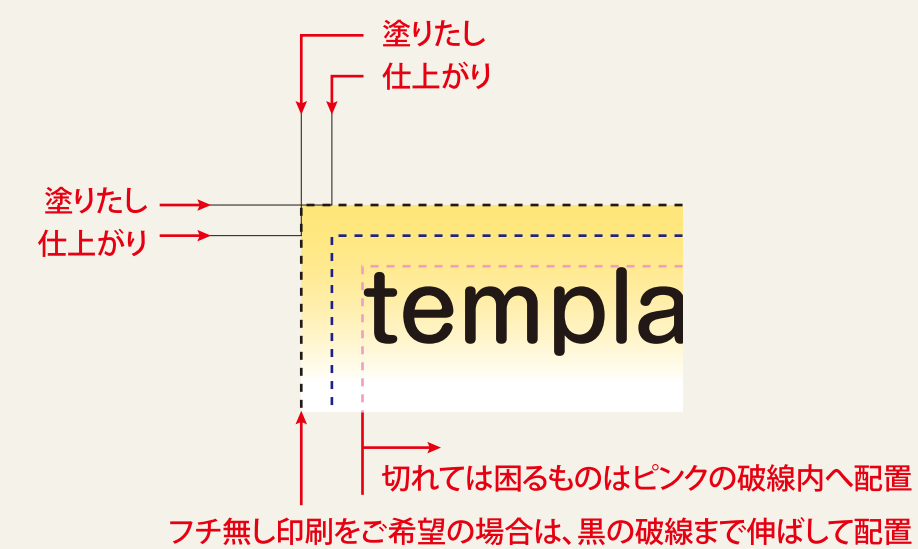 塗りたし
仕上がり
塗りたし
仕上がり
templa
切れては困るものはピンクの破線内へ配置
フチ無し印刷をご希望の場合は、黒の破線まで伸ばして配置